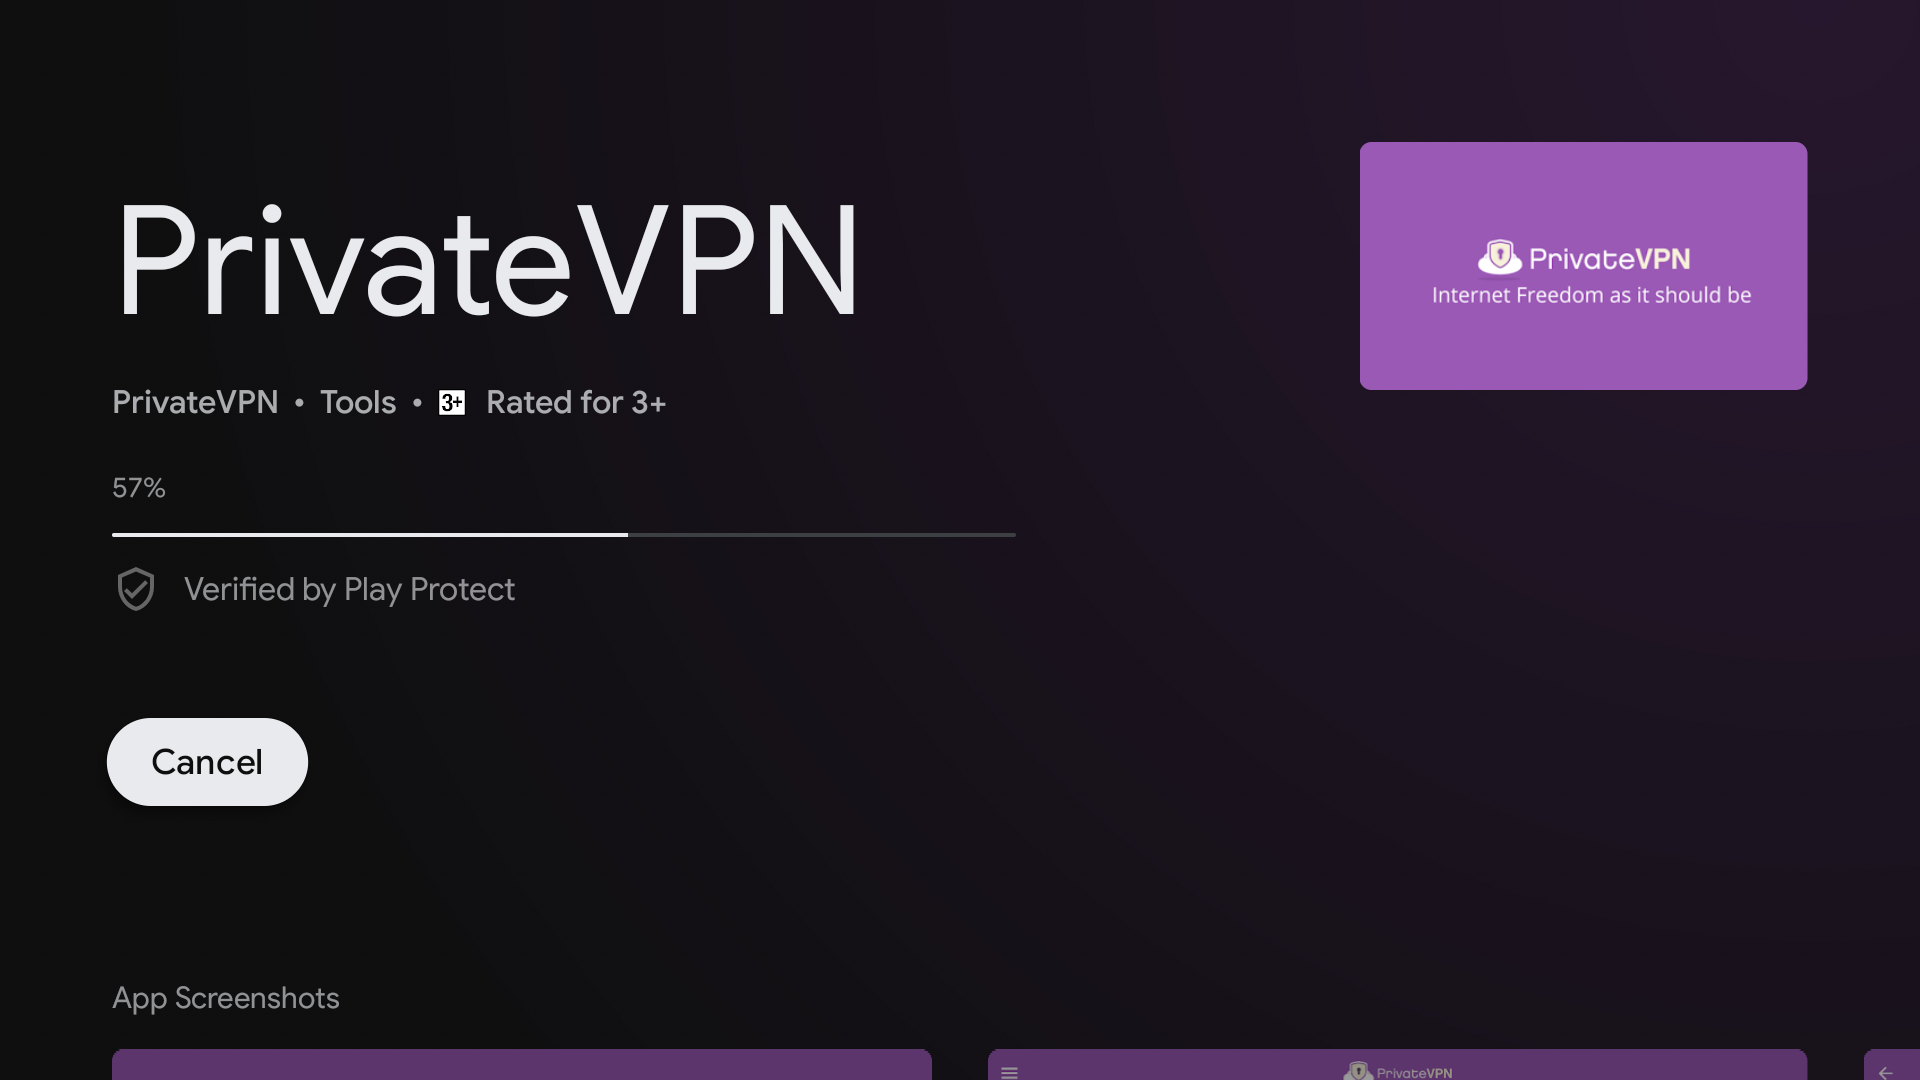 PrivateVPN
PrivateVPN
Internet Freedom as it should be
PrivateVPN • Tools • 3+ Rated for 3+
57%
Verified by Play Protect
Cancel
App Screenshots
PrivateVPN